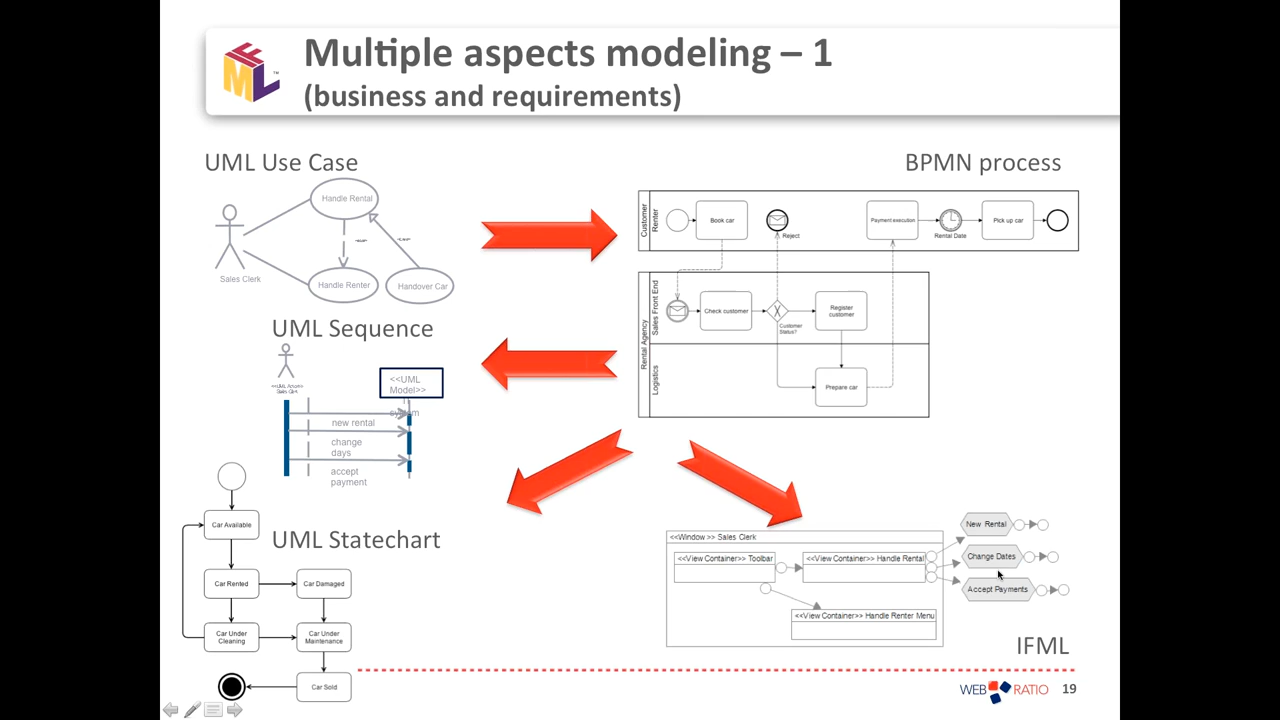 Multiple aspects modeling – 1
(business and requirements)
UML Use Case
Handle Rental
Sales Clerk
Handle Renter
Handover Car
BPMN process
Customer
Renter
Book car
Reject
Payment execution
Rental Date
Pick up car
Rental Agency
Sales Front End
Check customer
Customer
Status?
Register
customer
Logistics
Prepare car
UML Sequence
Sales Clerk
<<UML
Model>>
system
new rental
change
days
accept
payment
UML Statechart
Car Available
Car Rented
Car Damaged
Car Under
Cleaning
Car Under
Maintenance
Car Sold
<<Window >> Sales Clerk
<<View Container>> Toolbar
<<View Container>> Handle Rental
<<View Container>> Handle Renter Menu
New Rental
Change Dates
Accept Payments
IFML
WEB RATIO
19